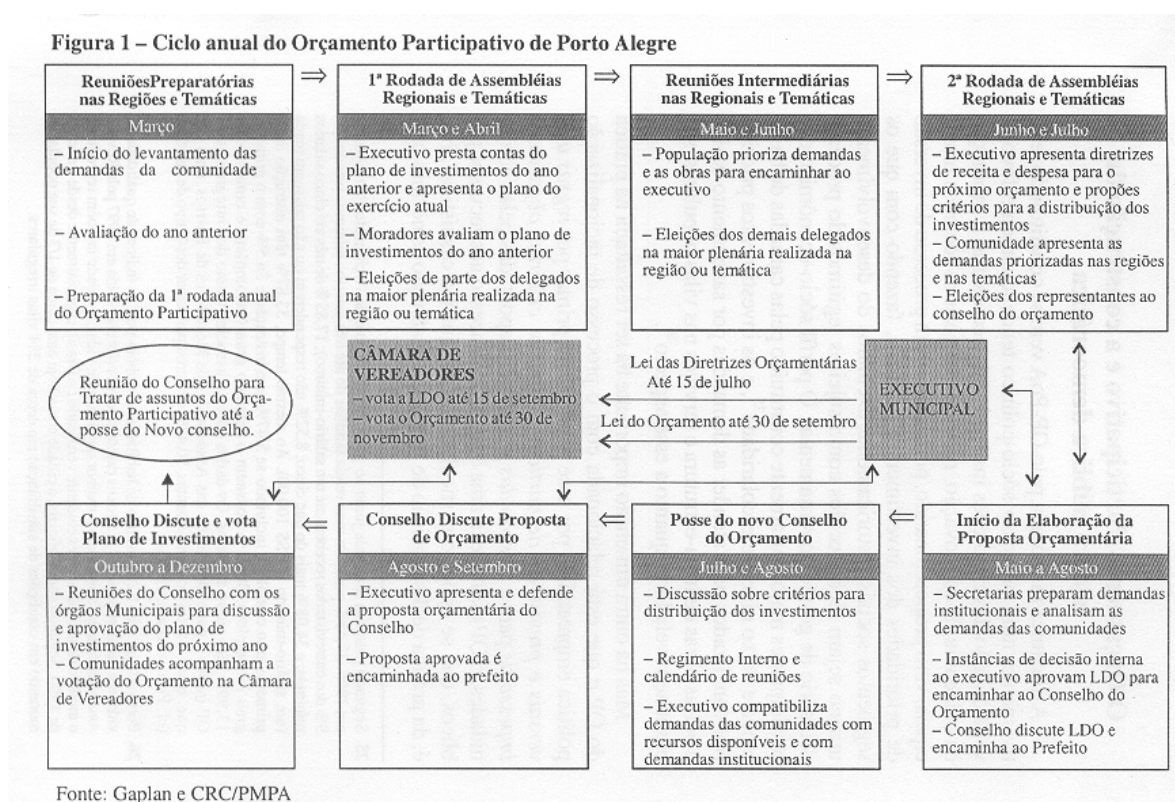 Figura 1 – Ciclo anual do Orçamento Participativo de Porto Alegre
ReuniõesPreparatórias
nas Regiões e Temáticas
Março
– Início do levantamento das
demandas da comunidade
– Avaliação do ano anterior
– Preparação da 1ª rodada anual
do Orçamento Participativo
1ª Rodada de Assembléias
Regionais e Temáticas
Março e Abril
– Executivo presta contas do
plano de investimentos do ano
anterior e apresenta o plano do
exercício atual
– Moradores avaliam o plano de
investimentos do ano anterior
– Eleições de parte dos delegados
na maior plenária realizada na
região ou temática
Reuniões Intermediárias
nas Regionais e Temáticas
Maio e Junho
– População prioriza demandas
e as obras para encaminhar ao
executivo
– Eleições dos demais delegados
na maior plenária realizada na
região ou temática
2ª Rodada de Assembléias
Regionais e Temáticas
Junho e Julho
– Executivo apresenta diretrizes
de receita e despesa para o
próximo orçamento e propões
critérios para a distribuição dos
investimentos
– Comunidade apresenta as
demandas priorizadas nas regiões
e nas temáticas
– Eleições dos representantes ao
conselho do orçamento
Reunião do Conselho para
Tratar de assuntos do Orça-
mento Participativo até a
posse do Novo conselho.
CÂMARA DE
VEREADORES
– vota a LDO até 15 de setembro
– vota o Orçamento até 30 de
novembro
Lei das Diretrizes Orçamentárias
Até 15 de julho
Lei do Orçamento até 30 de setembro
EXECUTIVO
MUNICIPAL
Conselho Discute e vota
Plano de Investimentos
Outubro a Dezembro
– Reuniões do Conselho com os
órgãos Municipais para discussão
e aprovação do plano de
investimentos do próximo ano
– Comunidades acompanham a
votação do Orçamento na Câmara
de Vereadores
Conselho Discute Proposta
de Orçamento
Agosto e Setembro
– Executivo apresenta e defende
a proposta orçamentária do
Conselho
– Proposta aprovada é
encaminhada ao prefeito
Posse do novo Conselho
do Orçamento
Julho e Agosto
– Discussão sobre critérios para
distribuição dos investimentos
– Regimento Interno e
calendário de reuniões
– Executivo compatibiliza
demandas das comunidades com
recursos disponíveis e com
demandas institucionais
Início da Elaboração da
Proposta Orçamentária
Maio a Agosto
– Secretarias preparam demandas
institucionais e analisam as
demandas das comunidades
– Instâncias de decisão interna
ao executivo aprovam LDO para
encaminhar ao Conselho do
Orçamento
– Conselho discute LDO e
encaminha ao Prefeito
Fonte: Gaplan e CRC/PMPA